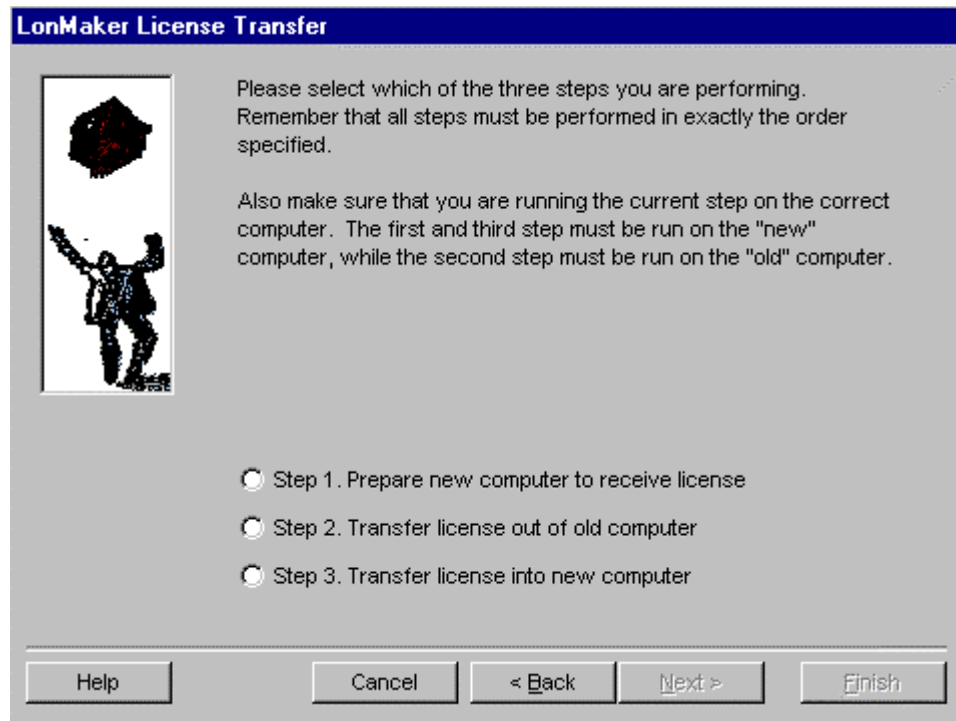 LonMaker License Transfer
Please select which of the three steps you are performing.
Remember that all steps must be performed in exactly the order
specified.
Also make sure that you are running the current step on the correct
computer. The first and third step must be run on the "new"
computer, while the second step must be run on the "old" computer.
Step 1. Prepare new computer to receive license
Step 2. Transfer license out of old computer
Step 3. Transfer license into new computer
Help
Cancel
< Back
Next >
Finish